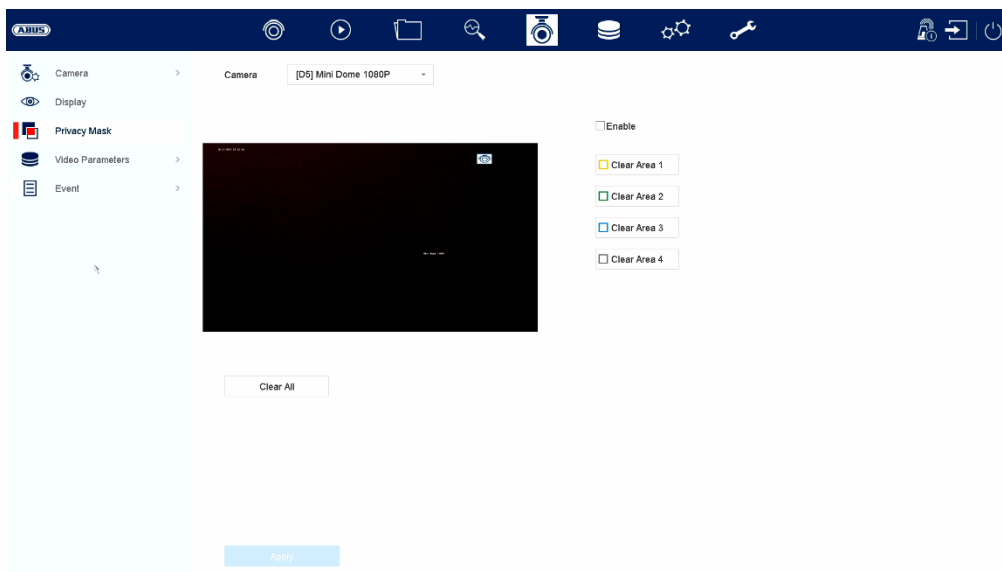 ABUS
Camera
Display
Privacy Mask
Video Parameters
Event
Camera [D5] Mini Dome 1080P
Enable
Clear Area 1
Clear Area 2
Clear Area 3
Clear Area 4
Clear All
Apply